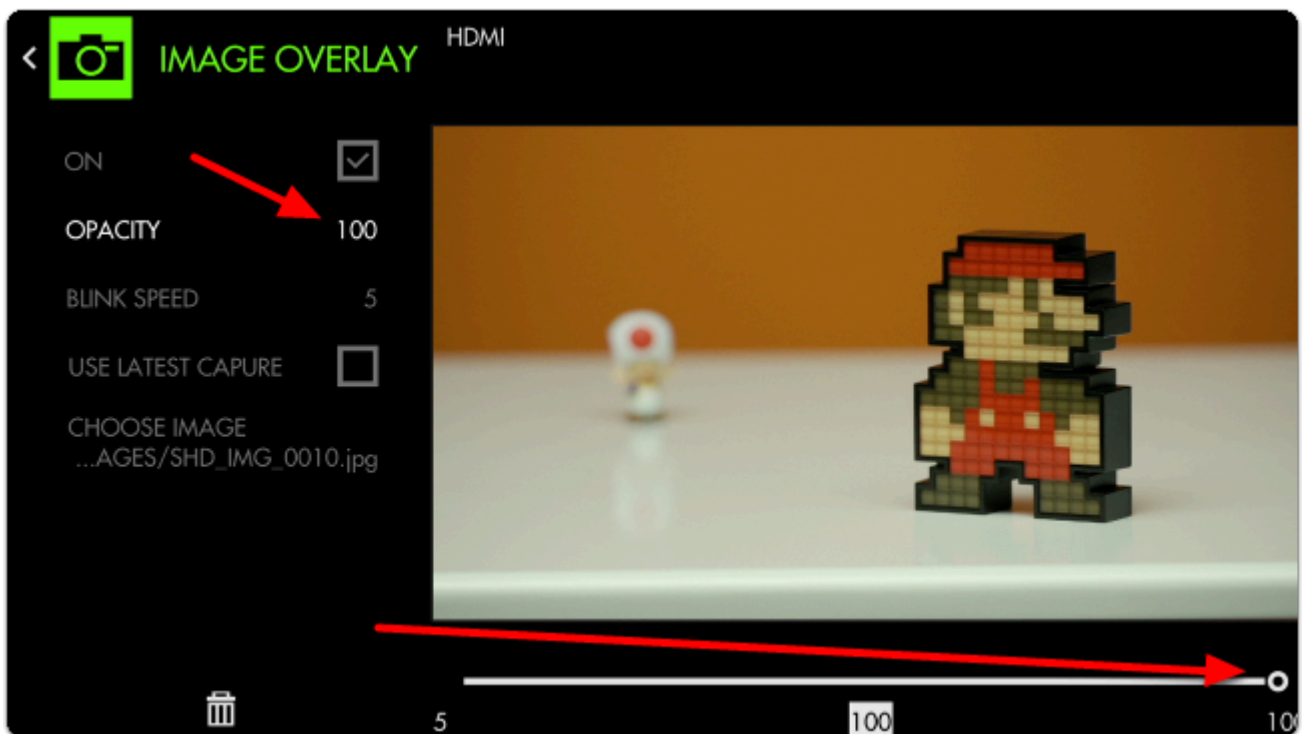 HDMI
IMAGE OVERLAY
ON
OPACITY 100
BLINK SPEED 5
USE LATEST CAPURE
CHOOSE IMAGE
...AGES/SHD_IMG_0010.jpg
5 100 10